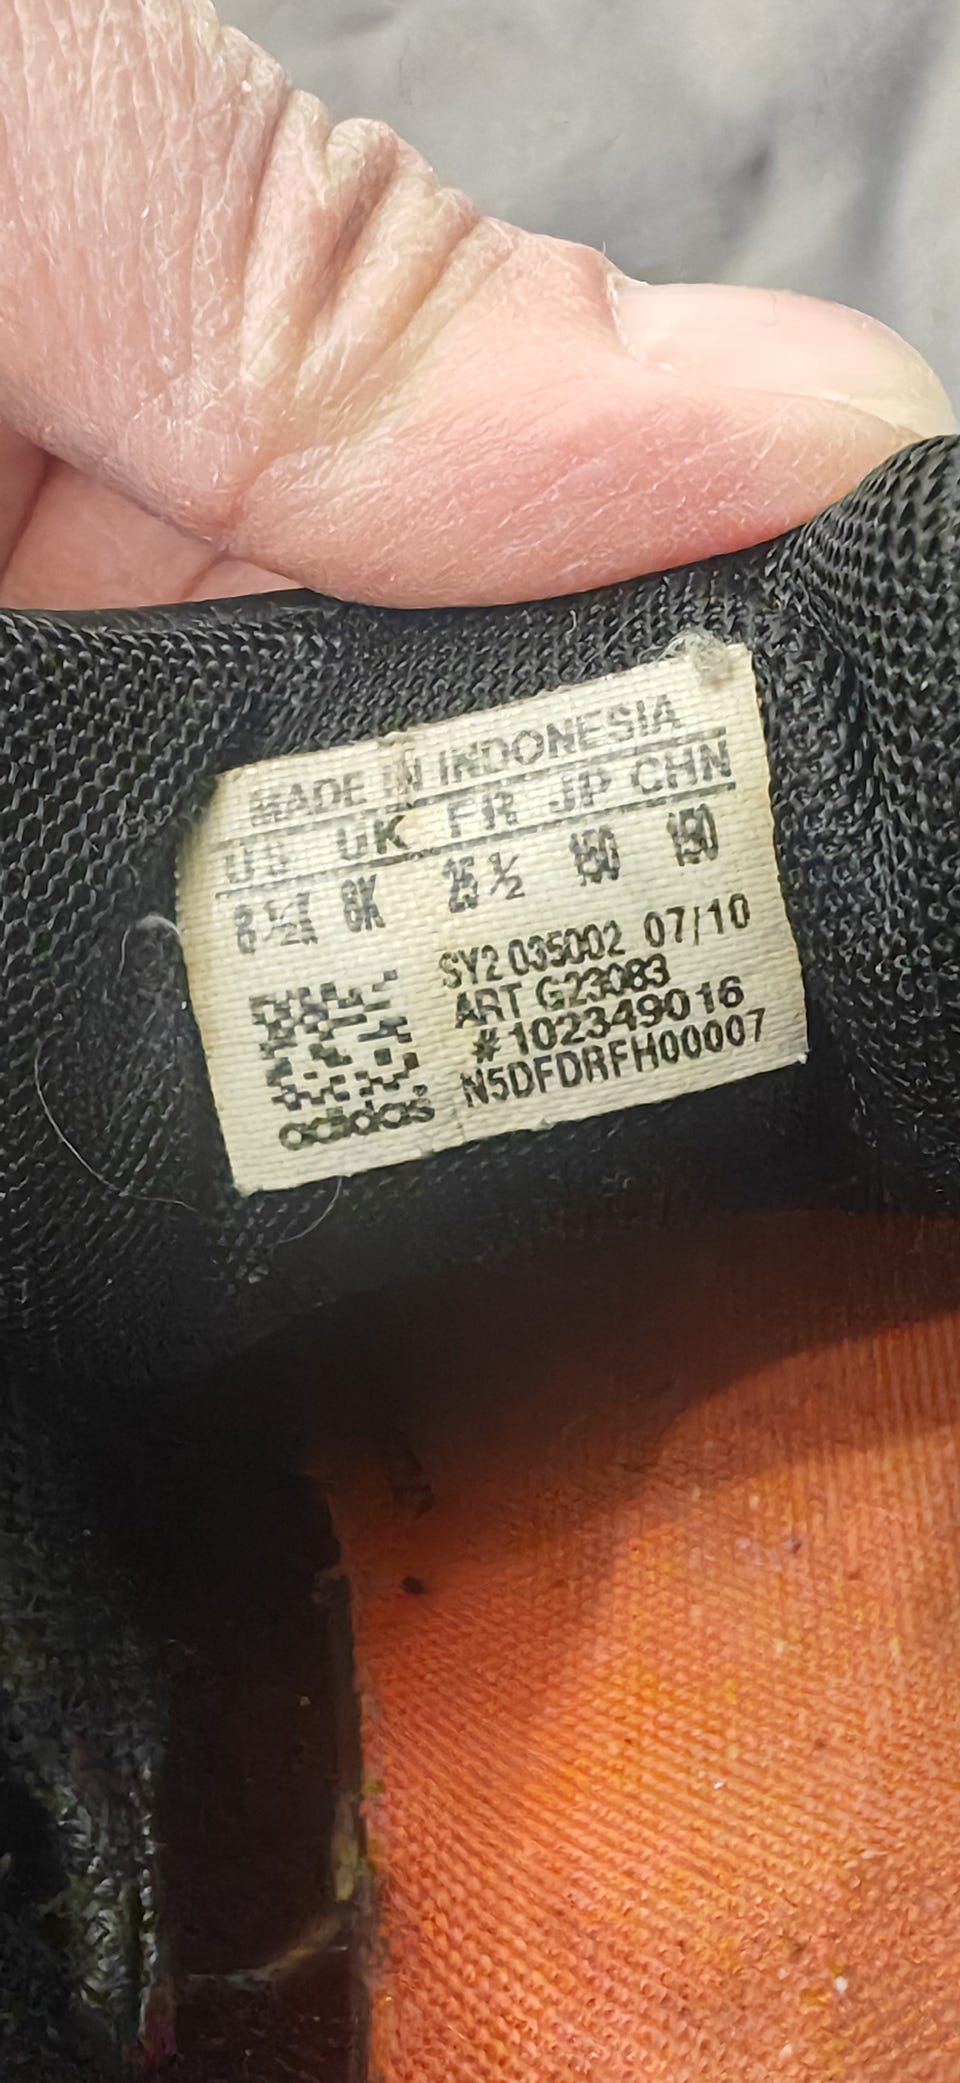 MADE IN INDONESIA
US UK FR JP CHN
8 ½K 8K 25 ½ 150 150
SY2 035002 07/10
ART G23083
#102349016
N5DFDRFH00007
adidas